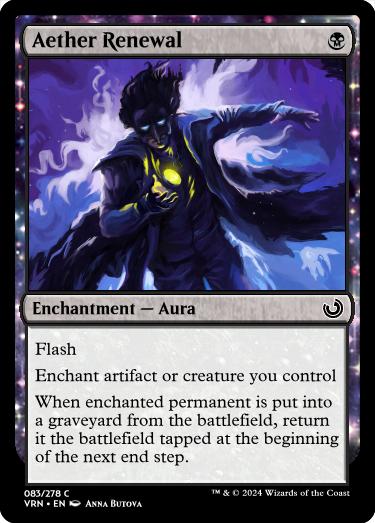 Aether Renewal
Enchantment — Aura
Flash
Enchant artifact or creature you control
When enchanted permanent is put into
a graveyard from the battlefield, return
it the battlefield tapped at the beginning
of the next end step.
083/278 C
VRN • EN Anna Butova
™ & © 2024 Wizards of the Coast